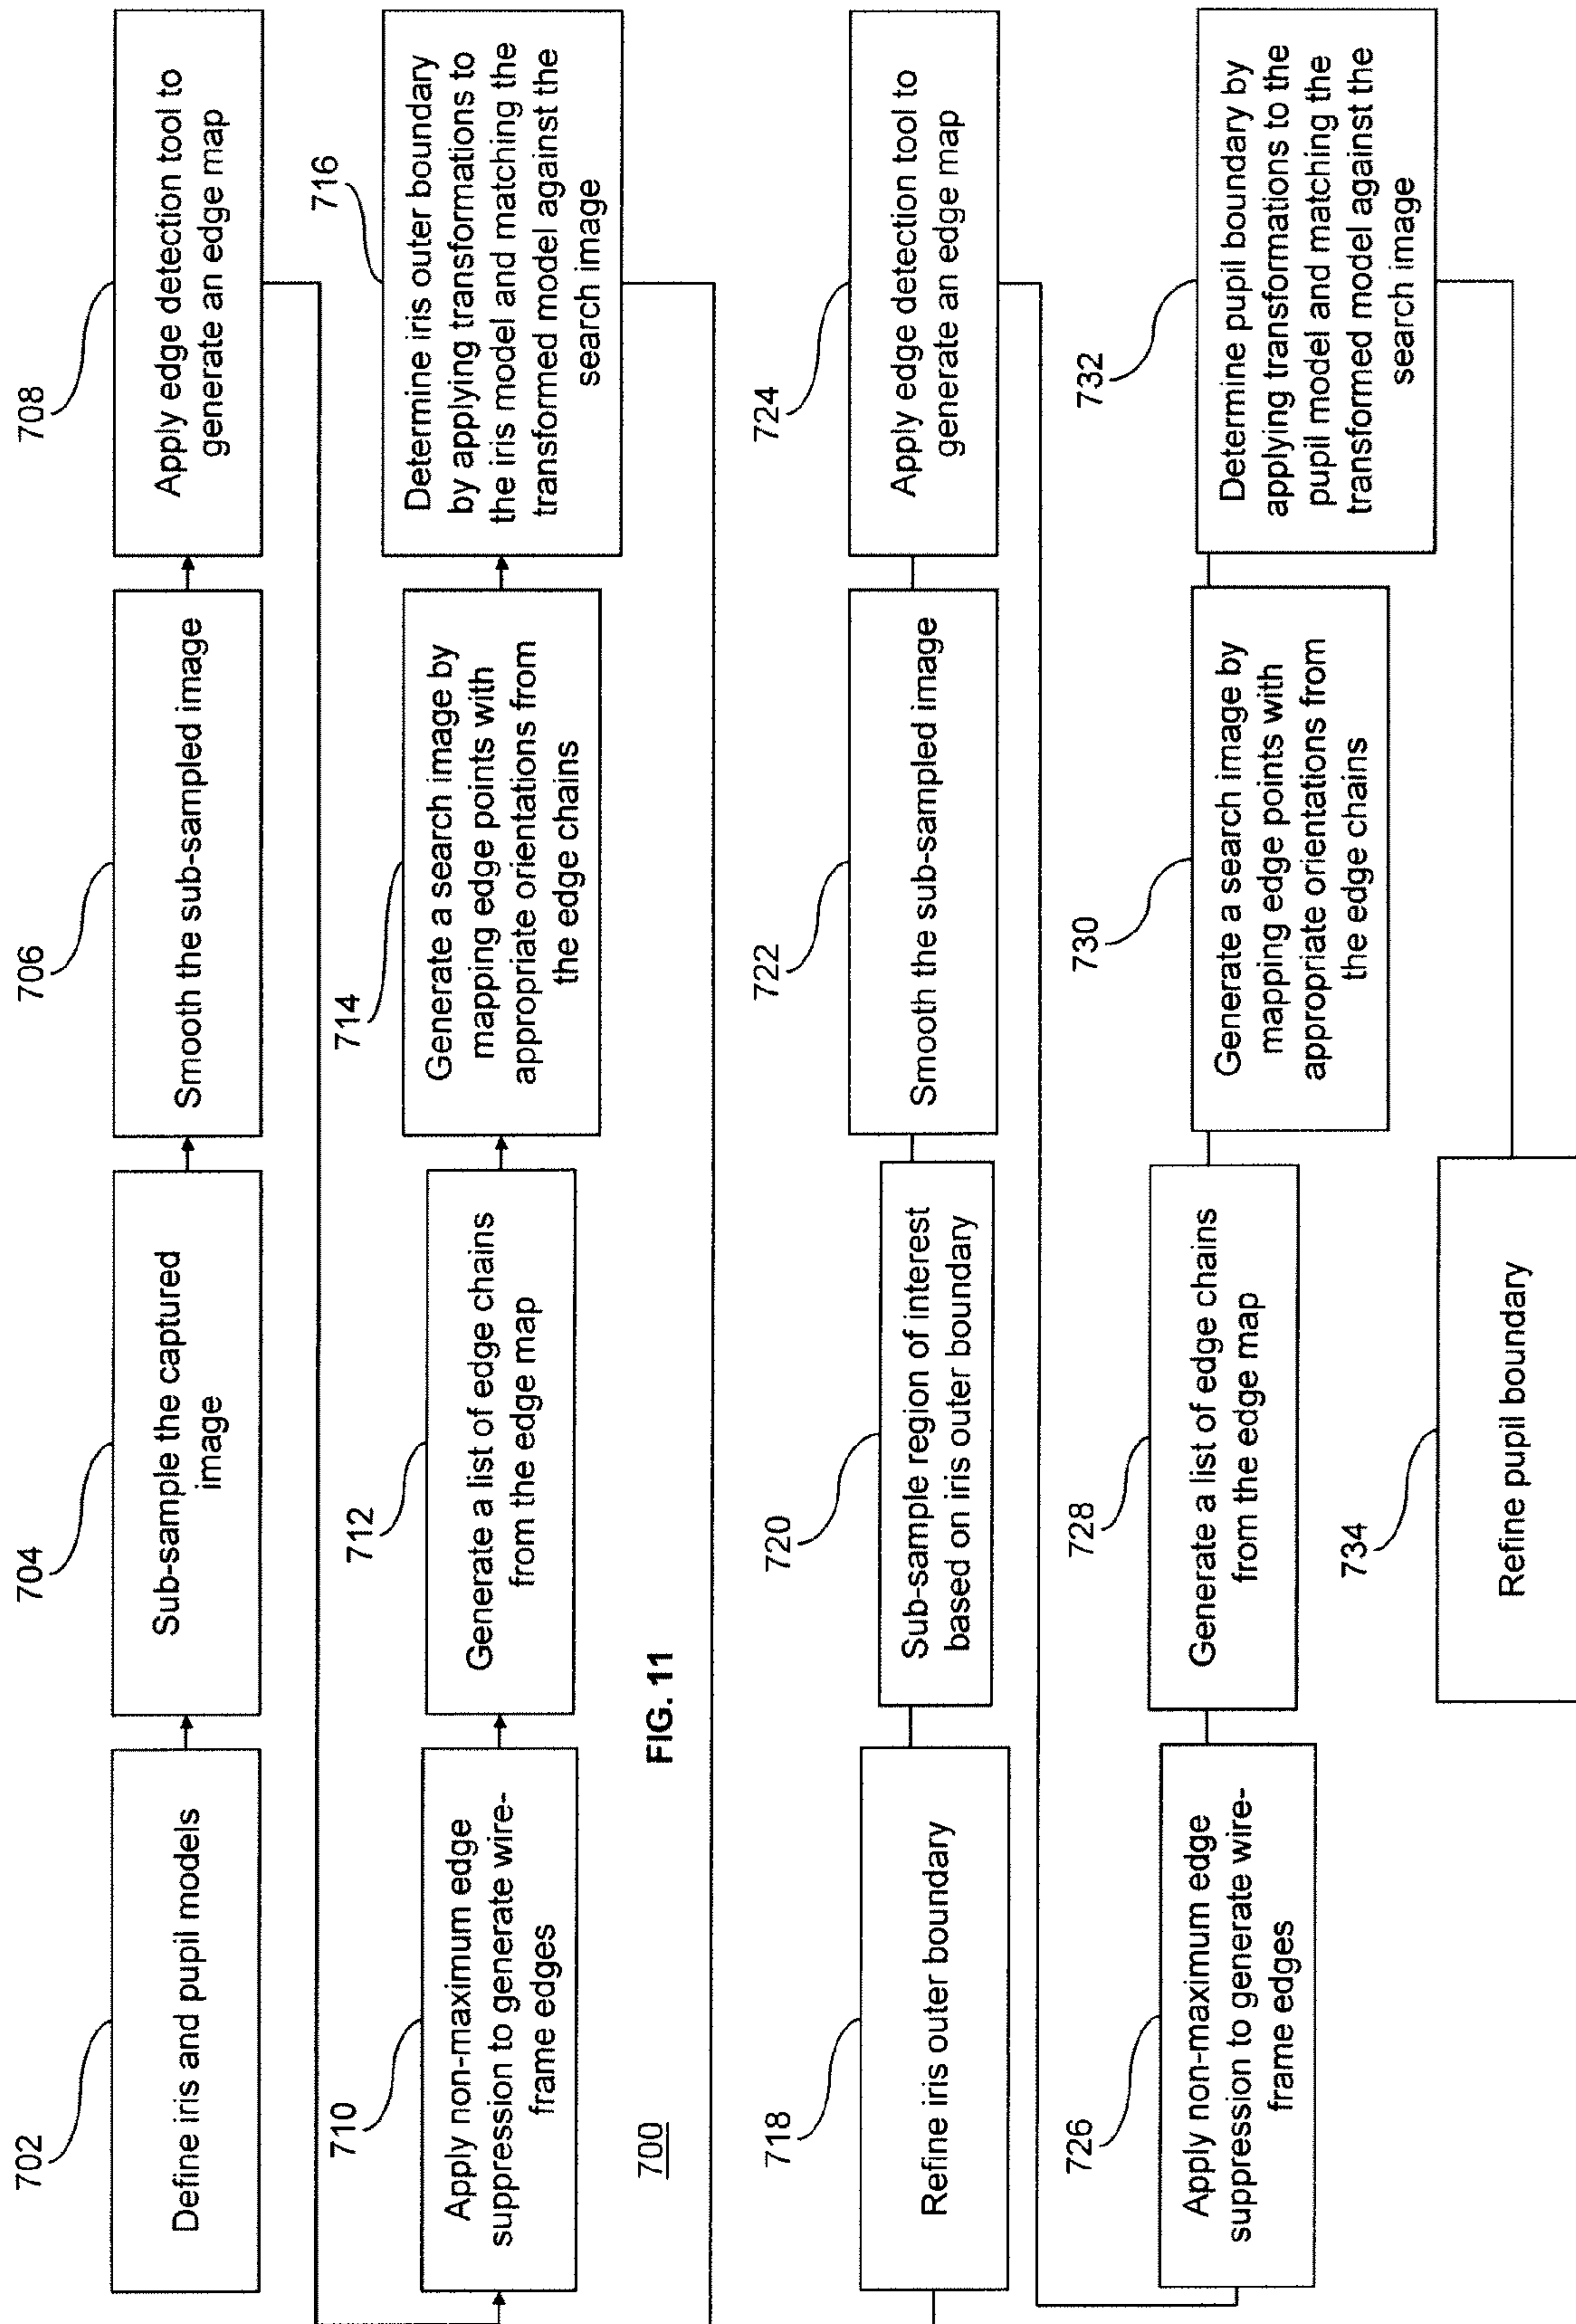 702
Define iris and pupil models
704
Sub-sample the captured
image
706
Smooth the sub-sampled image
708
Apply edge detection tool to
generate an edge map
710
Apply non-maximum edge
suppression to generate wire-
frame edges
712
Generate a list of edge chains
from the edge map
714
Generate a search image by
mapping edge points with
appropriate orientations from
the edge chains
716
Determine iris outer boundary
by applying transformations to
the iris model and matching the
transformed model against the
search image
700
FIG. 11
718
Refine iris outer boundary
720
Sub-sample region of interest
based on iris outer boundary
722
Smooth the sub-sampled image
724
Apply edge detection tool to
generate an edge map
726
Apply non-maximum edge
suppression to generate wire-
frame edges
728
Generate a list of edge chains
from the edge map
730
Generate a search image by
mapping edge points with
appropriate orientations from
the edge chains
732
Determine pupil boundary by
applying transformations to the
pupil model and matching the
transformed model against the
search image
734
Refine pupil boundary